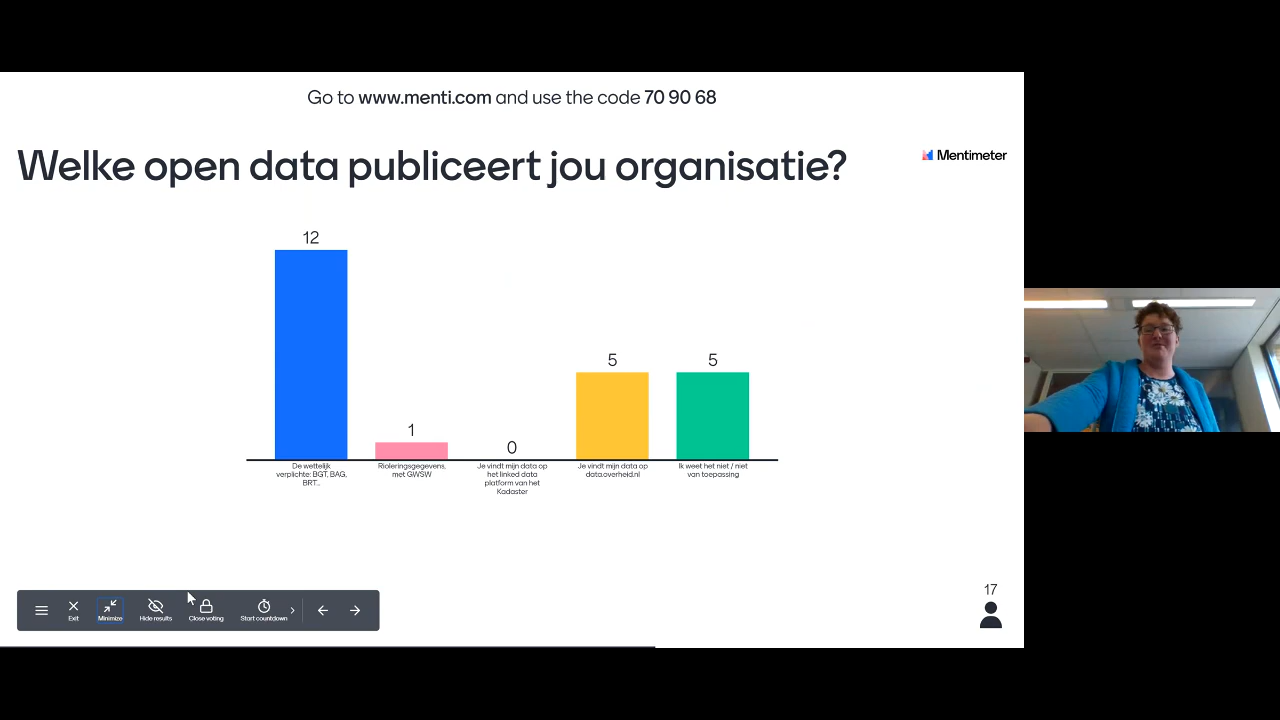 Go to www.menti.com and use the code 70 90 68
Welke open data publiceert jou organisatie?
Mentimeter
12
1
0
5
5
De wettelijk
verplichte: BGT, BAG,
BRT...
Rioleringsgegevens,
met GWSW
Je vindt mijn data op
het linked data
platform van het
Kadaster
Je vindt mijn data op
data.overheid.nl
Ik weet het niet / niet
van toepassing
17
Exit
Minimize
Hide results
Close voting
Start countdown